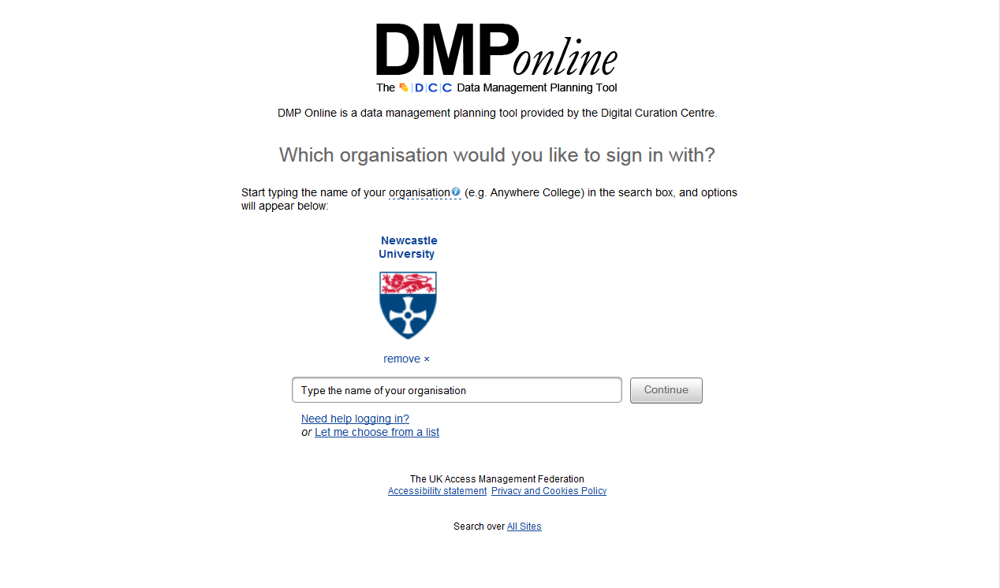 DMPonline
The DCC Data Management Planning Tool
DMP Online is a data management planning tool provided by the Digital Curation Centre.
Which organisation would you like to sign in with?
Start typing the name of your organisation (e.g. Anywhere College) in the search box, and options
will appear below:
Newcastle
University
remove ×
Type the name of your organisation
Continue
Need help logging in?
or Let me choose from a list
The UK Access Management Federation
Accessibility statement Privacy and Cookies Policy
Search over All Sites